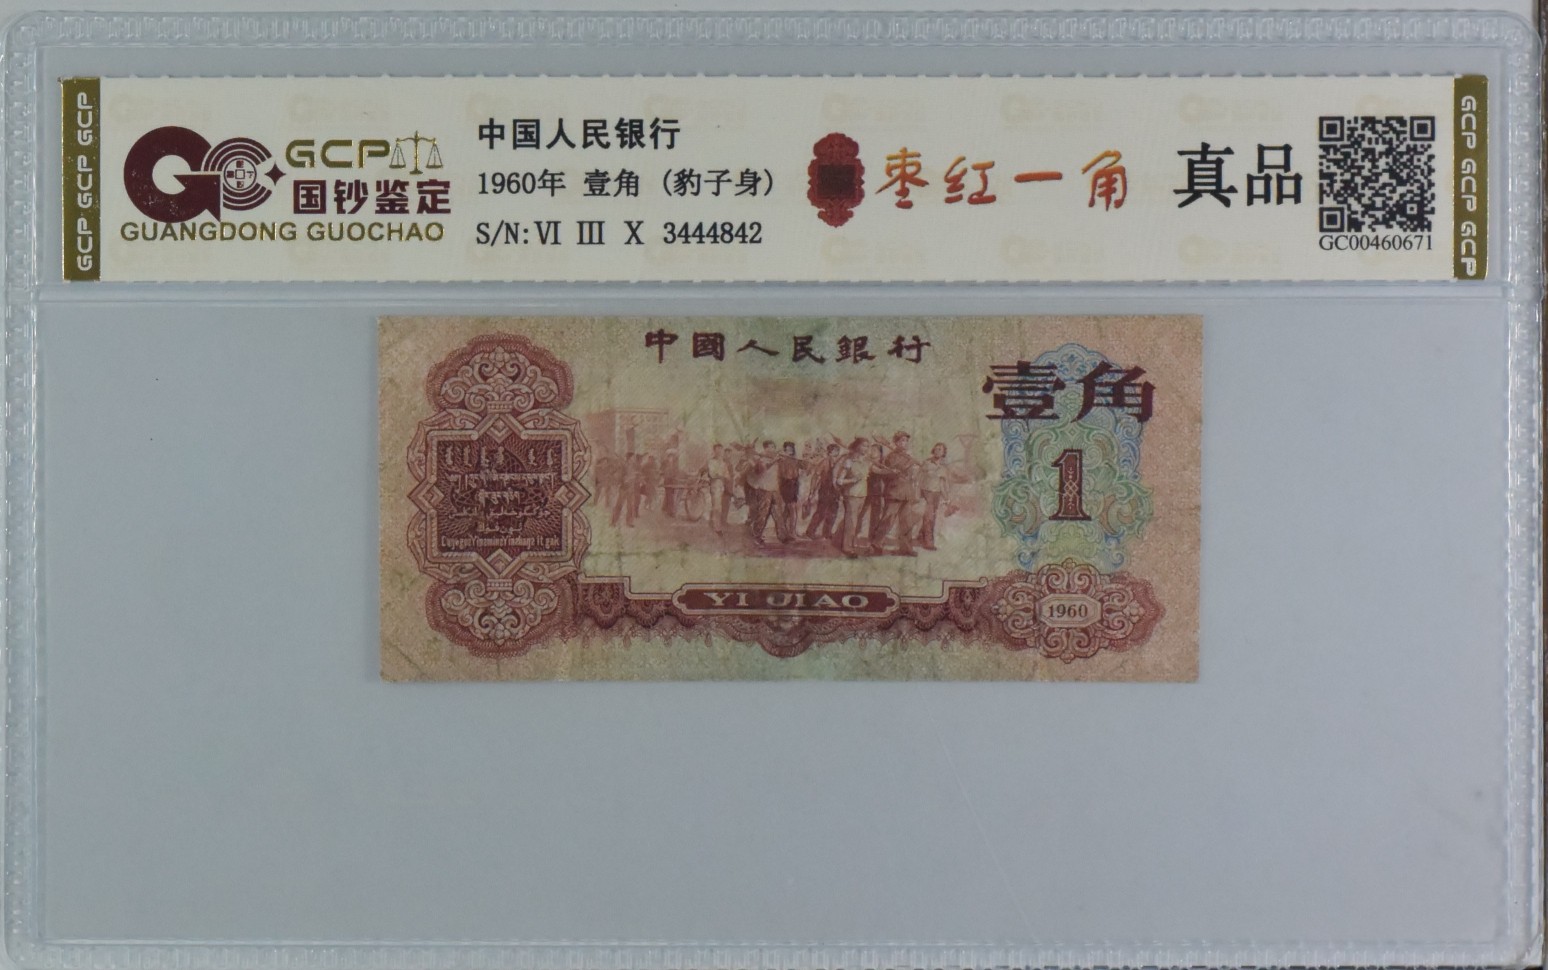 GCP GCP GCP
GCP
国钞鉴定
GUANGDONG GUOCHAO
中国人民银行
1960年 壹角 (豹子身)
S/N: VI III X 3444842
枣红一角
真品
GC00460671
GCP GCP GCP GCP
中國人民銀行
壹角
1
YI JIAO
1960